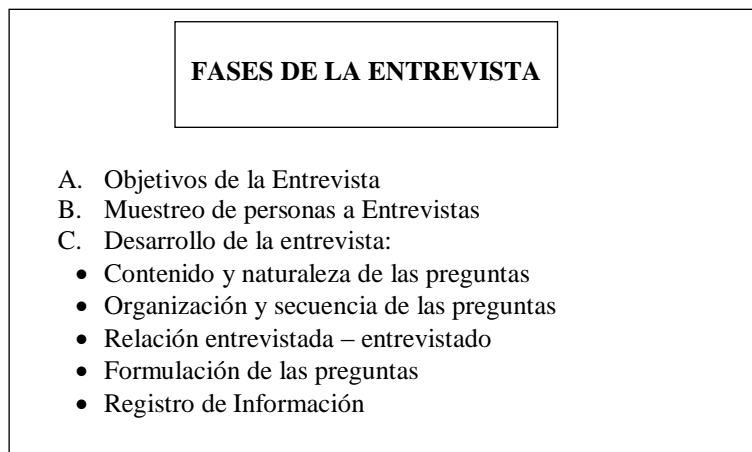 FASES DE LA ENTREVISTA
A. Objetivos de la Entrevista
B. Muestreo de personas a Entrevistas
C. Desarrollo de la entrevista:
• Contenido y naturaleza de las preguntas
• Organización y secuencia de las preguntas
• Relación entrevistada – entrevistado
• Formulación de las preguntas
• Registro de Información